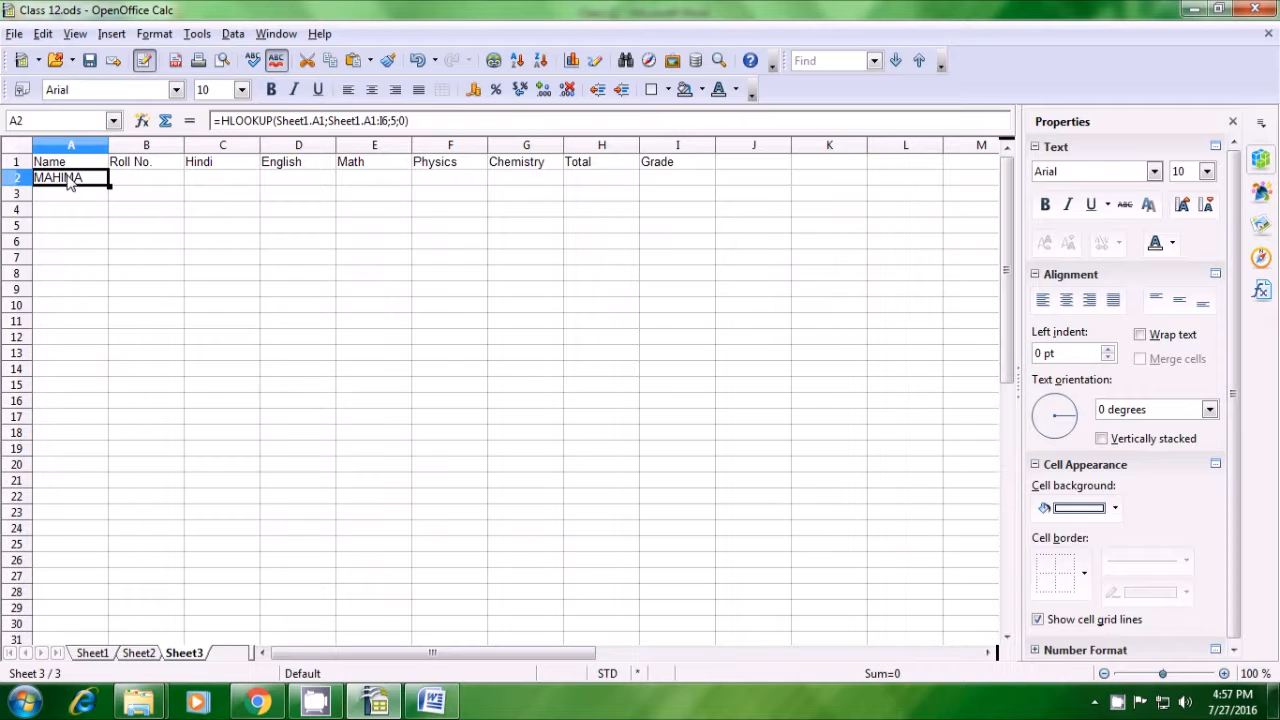 Class 12.ods - OpenOffice Calc
File Edit View Insert Format Tools Data Window Help
Find
Arial 10
A2 =HLOOKUP(Sheet1.A1;Sheet1.A1:I6;5;0)
A B C D E F G H I J K L M
1 Name Roll No. Hindi English Math Physics Chemistry Total Grade
2 MAHIMA
3
4
5
6
7
8
9
10
11
12
13
14
15
16
17
18
19
20
21
22
23
24
25
26
27
28
29
30
31
Properties
Text
Arial 10
Alignment
Left indent:
Wrap text
0 pt
Merge cells
Text orientation:
0 degrees
Vertically stacked
Cell Appearance
Cell background:
Cell border:
Show cell grid lines
Number Format
Sheet1 Sheet2 Sheet3
Sheet 3 / 3 Default STD * Sum=0 100 %
4:57 PM
7/27/2016